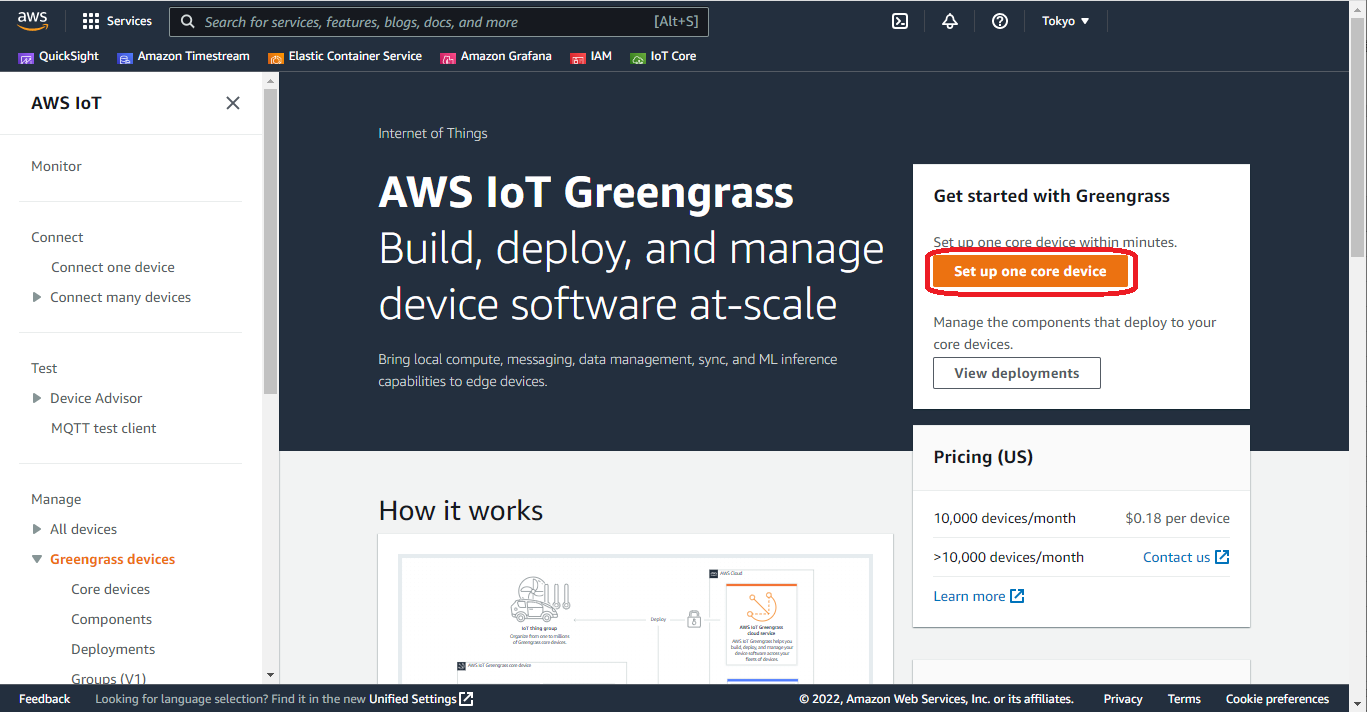 aws
Services
Search for services, features, blogs, docs, and more
[Alt+S]
Tokyo
QuickSight
Amazon Timestream
Elastic Container Service
Amazon Grafana
IAM
IoT Core
AWS IoT
Monitor
Connect
Connect one device
Connect many devices
Test
Device Advisor
MQTT test client
Manage
All devices
Greengrass devices
Core devices
Components
Deployments
Groups (V1)
Internet of Things
AWS IoT Greengrass
Build, deploy, and manage
device software at-scale
Bring local compute, messaging, data management, sync, and ML inference
capabilities to edge devices.
Get started with Greengrass
Set up one core device within minutes.
Set up one core device
Manage the components that deploy to your
core devices.
View deployments
Pricing (US)
10,000 devices/month
$0.18 per device
>10,000 devices/month
Contact us
Learn more
How it works
IoT thing group
Organize from one to millions
of Greengrass core devices.
Deploy
AWS Cloud
AWS IoT Greengrass
cloud service
AWS IoT Greengrass helps you
build, deploy, and manage your
device software across your
fleets of devices.
AWS IoT Greengrass core device
Feedback
Looking for language selection? Find it in the new Unified Settings
© 2022, Amazon Web Services, Inc. or its affiliates.
Privacy
Terms
Cookie preferences